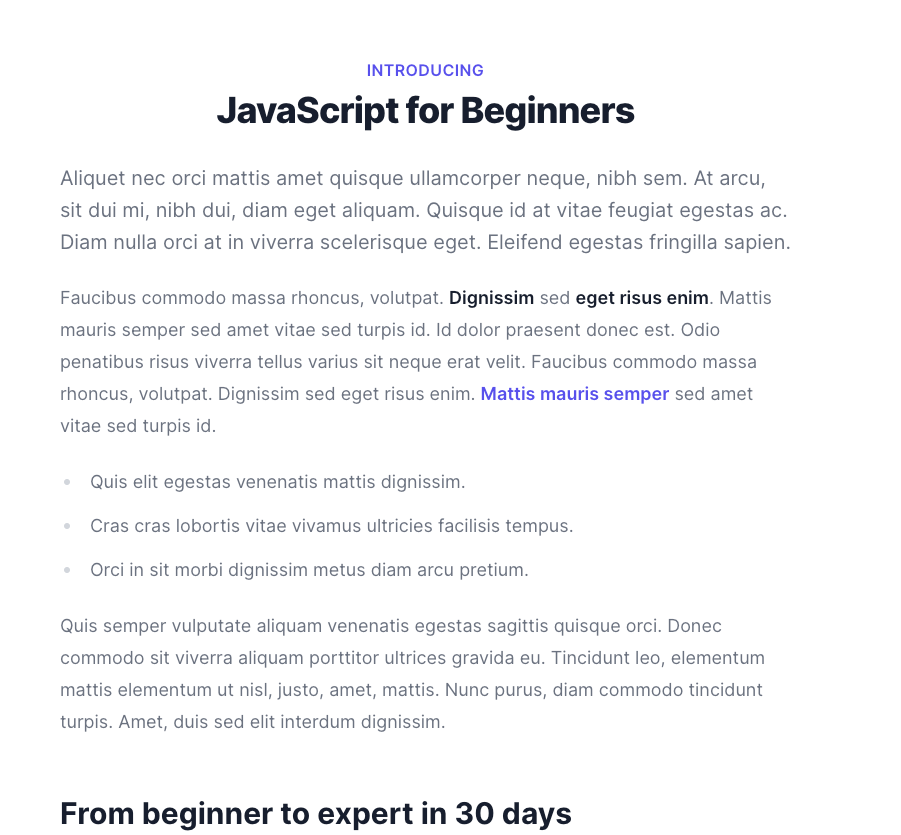 INTRODUCING
JavaScript for Beginners
Aliquet nec orci mattis amet quisque ullamcorper neque, nibh sem. At arcu,
sit dui mi, nibh dui, diam eget aliquam. Quisque id at vitae feugiat egestas ac.
Diam nulla orci at in viverra scelerisque eget. Eleifend egestas fringilla sapien.
Faucibus commodo massa rhoncus, volutpat. Dignissim sed eget risus enim. Mattis
mauris semper sed amet vitae sed turpis id. Id dolor praesent donec est. Odio
penatibus risus viverra tellus varius sit neque erat velit. Faucibus commodo massa
rhoncus, volutpat. Dignissim sed eget risus enim. Mattis mauris semper sed amet
vitae sed turpis id.
Quis elit egestas venenatis mattis dignissim.
Cras cras lobortis vitae vivamus ultricies facilisis tempus.
Orci in sit morbi dignissim metus diam arcu pretium.
Quis semper vulputate aliquam venenatis egestas sagittis quisque orci. Donec
commodo sit viverra aliquam porttitor ultrices gravida eu. Tincidunt leo, elementum
mattis elementum ut nisl, justo, amet, mattis. Nunc purus, diam commodo tincidunt
turpis. Amet, duis sed elit interdum dignissim.
From beginner to expert in 30 days